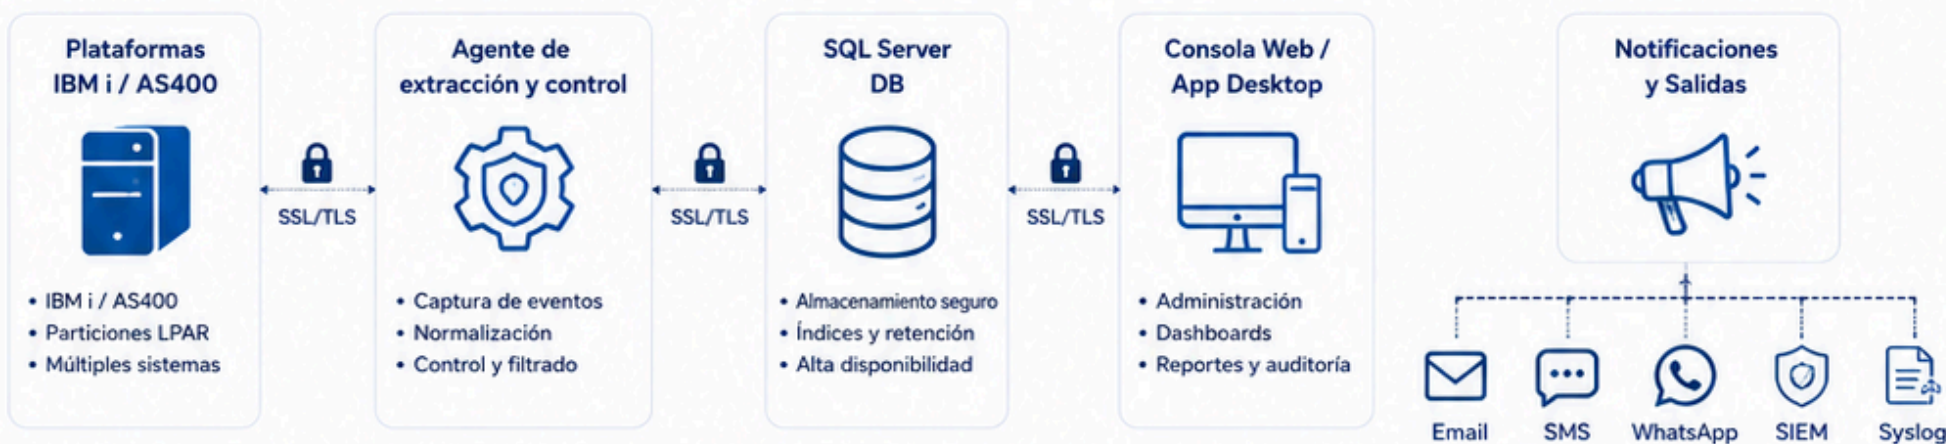 Plataformas
IBM i / AS400
• IBM i / AS400
• Particiones LPAR
• Múltiples sistemas
SSL/TLS
Agente de
extracción y control
• Captura de eventos
• Normalización
• Control y filtrado
SSL/TLS
SQL Server
DB
• Almacenamiento seguro
• Índices y retención
• Alta disponibilidad
SSL/TLS
Consola Web /
App Desktop
• Administración
• Dashboards
• Reportes y auditoría
Notificaciones
y Salidas
Email
SMS
WhatsApp
SIEM
Syslog